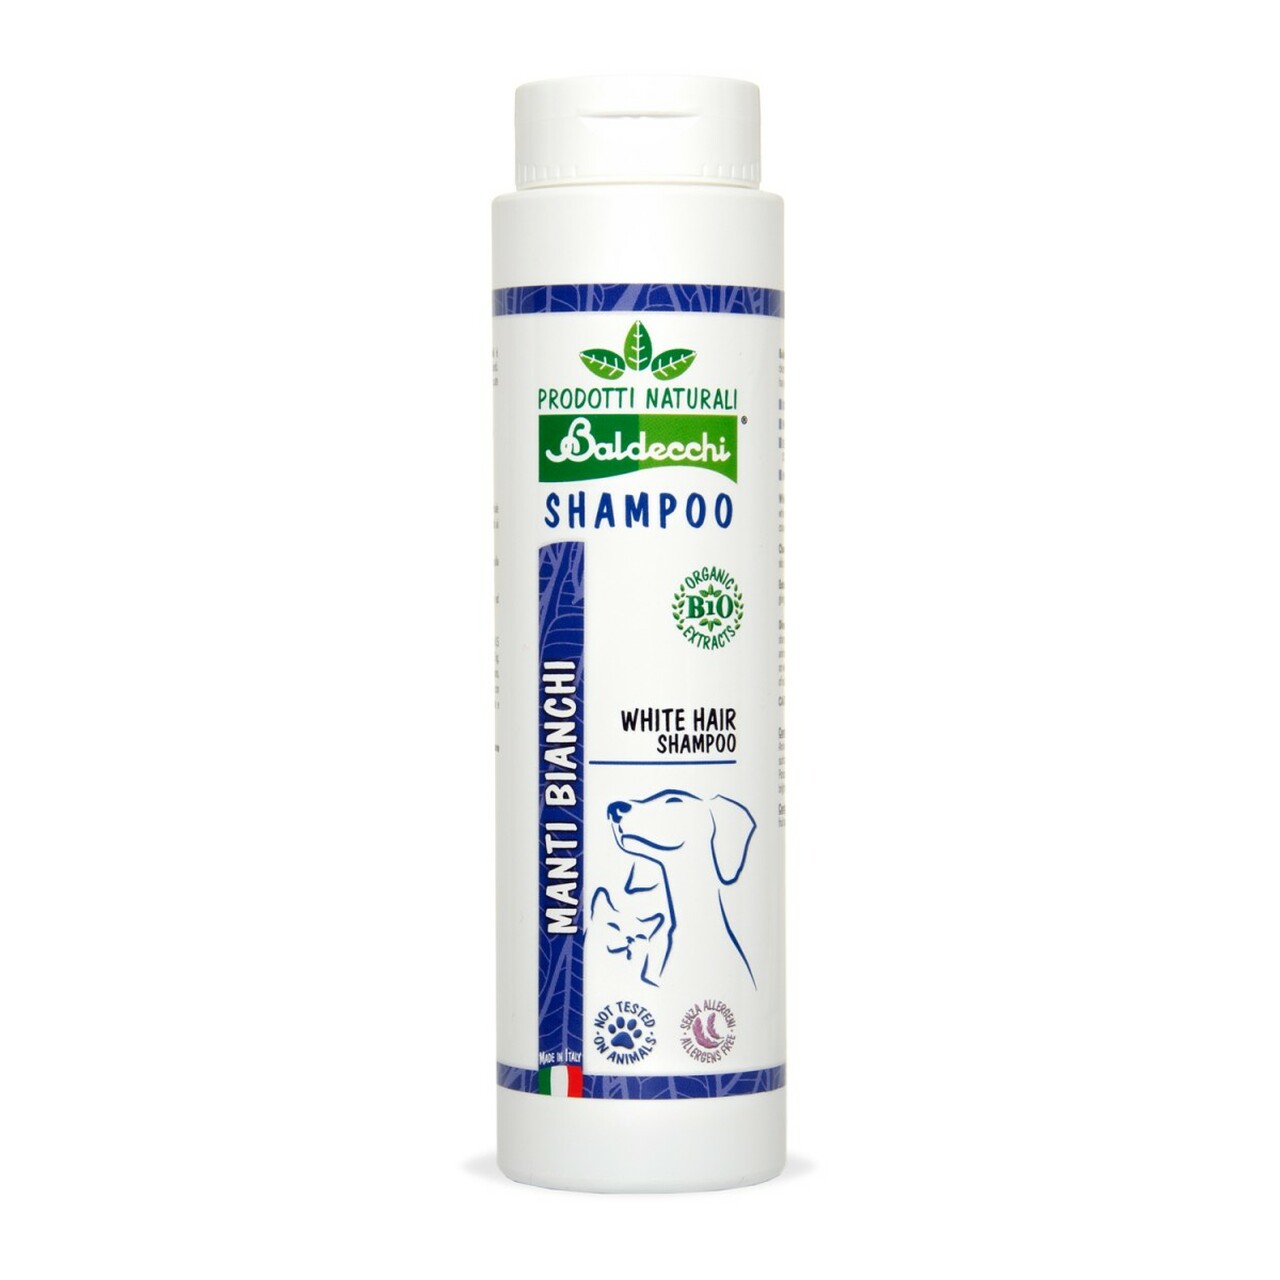 PRODOTTI NATURALI
Baldecchi®
SHAMPOO
ORGANIC
BIO
EXTRACTS
MANTI BIANCHI
WHITE HAIR
SHAMPOO
MADE IN ITALY
NOT TESTED
ON ANIMALS
SENZA ALLERGENI
ALLERGENS FREE